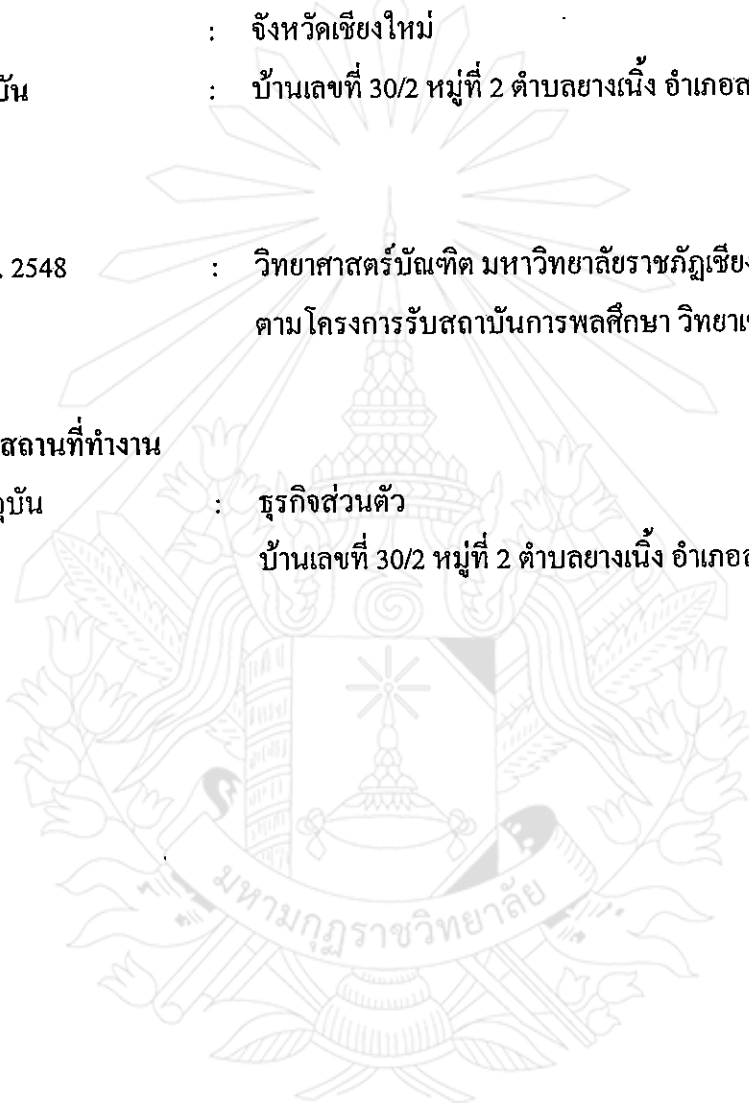 : จังหวัดเชียงใหม่
บัน : บ้านเลขที่ 30/2 หมู่ที่ 2 ตำบลยางเนิ้ง อำเภอส
. 2548 : วิทยาศาสตร์บัณฑิต มหาวิทยาลัยราชภัฏเชียง
ตามโครงการรับสถาบันการพลศึกษา วิทยาเข
สถานที่ทำงาน
จุบัน : ธุรกิจส่วนตัว
บ้านเลขที่ 30/2 หมู่ที่ 2 ตำบลยางเนิ้ง อำเภอส
มหามกุฏราชวิทยาลัย